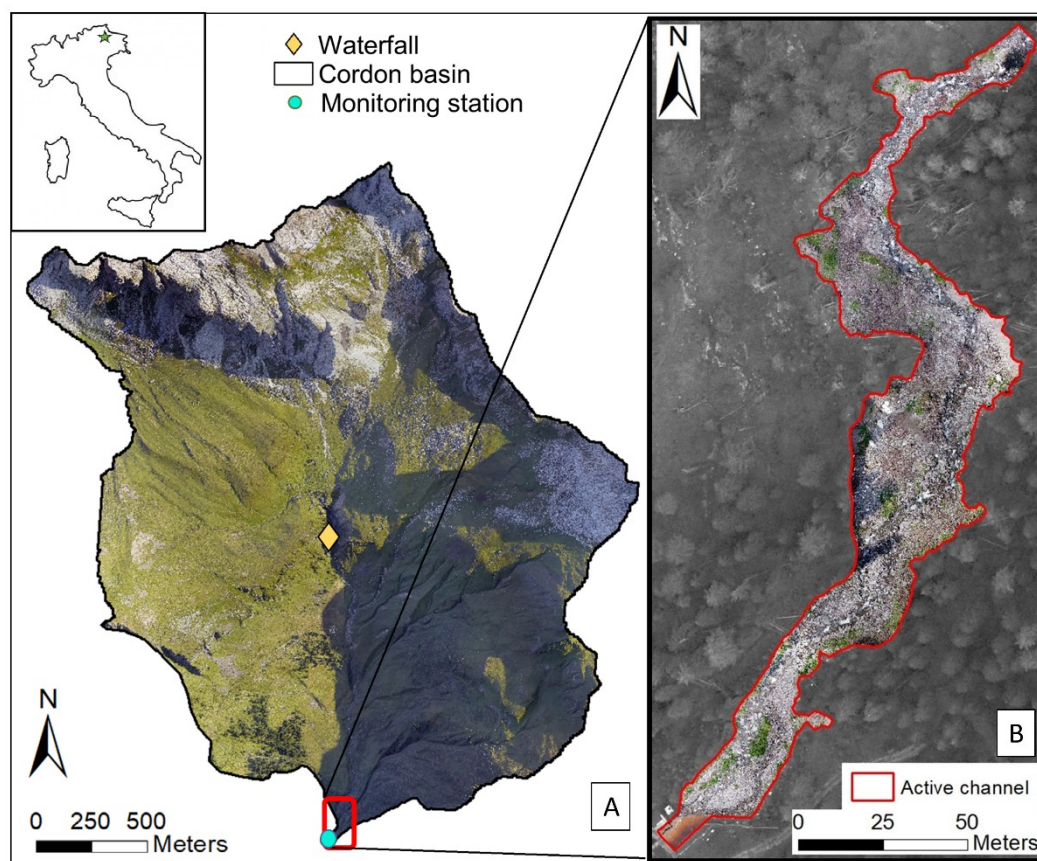 Waterfall
Cordon basin
Monitoring station
N
0 250 500
Meters
A
N
B
Active channel
0 25 50
Meters